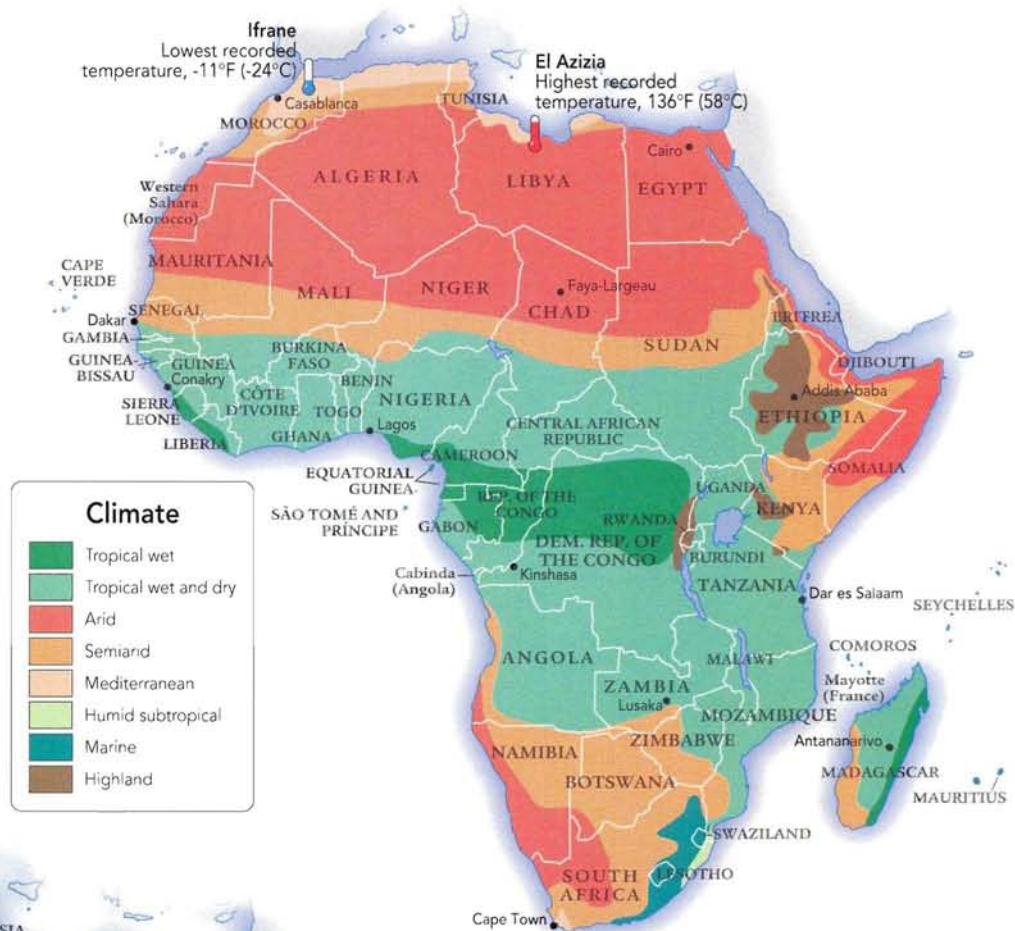 Ifrane
Lowest recorded
temperature, -11°F (-24°C)
El Azizia
Highest recorded
temperature, 136°F (58°C)
Casablanca
TUNISIA
MOROCCO
Cairo
ALGERIA
LIBYA
EGYPT
Western
Sahara
(Morocco)
MAURITANIA
CAPE
VERDE
MALI
NIGER
Faya-Largeau
CHAD
SENEGAL
Dakar
GAMBIA
ERITREA
SUDAN
GUINEA-
BISSAU
GUINEA
Conakry
BURKINA
FASO
DJIBOUTI
BENIN
Addis Ababa
SIERRA
LEONE
CÔTE
D'IVOIRE
TOGO
NIGERIA
ETHIOPIA
LIBERIA
GHANA
Lagos
CENTRAL AFRICAN
REPUBLIC
CAMEROON
SOMALIA
EQUATORIAL
GUINEA
UGANDA
KENYA
SÃO TOMÉ AND
PRÍNCIPE
REP. OF THE
CONGO
GABON
RWANDA
DEM. REP. OF
THE CONGO
BURUNDI
Cabinda
(Angola)
Kinshasa
TANZANIA
Dar es Salaam
SEYCHELLES
COMOROS
ANGOLA
MALAWI
Mayotte
(France)
ZAMBIA
Lusaka
MOZAMBIQUE
Antananarivo
NAMIBIA
ZIMBABWE
BOTSWANA
MADAGASCAR
MAURITIUS
SWAZILAND
LESOTHO
SOUTH
AFRICA
Cape Town
Climate
Tropical wet
Tropical wet and dry
Arid
Semiarid
Mediterranean
Humid subtropical
Marine
Highland